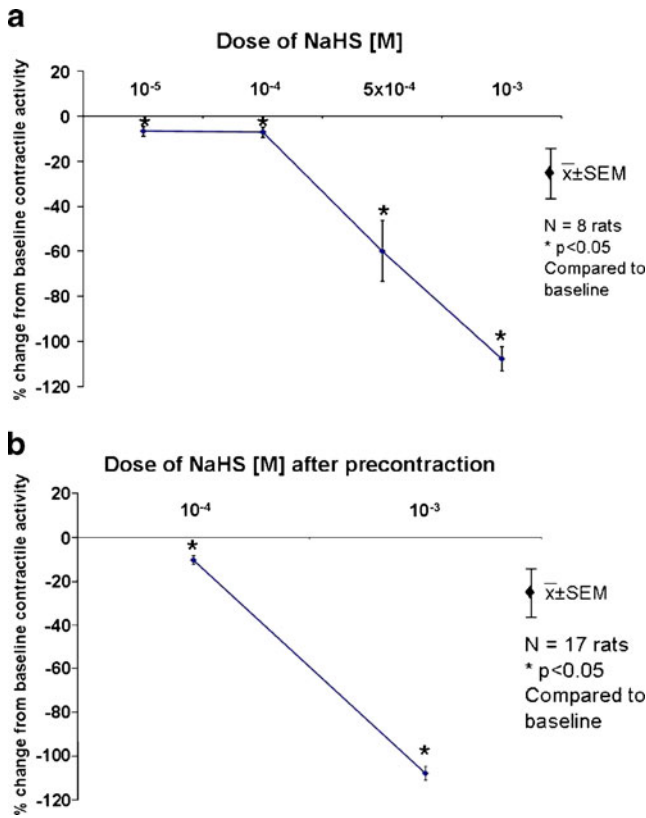 a
Dose of NaHS [M]
% change from baseline contractile activity
20
0
-20
-40
-60
-80
-100
-120
10⁻⁵ 10⁻⁴ 5x10⁻⁴ 10⁻³
* * * *
x̅±SEM
N = 8 rats
* p<0.05
Compared to
baseline
b
Dose of NaHS [M] after precontraction
% change from baseline contractile activity
20
0
-20
-40
-60
-80
-100
-120
10⁻⁴ 10⁻³
* *
x̅±SEM
N = 17 rats
* p<0.05
Compared to
baseline